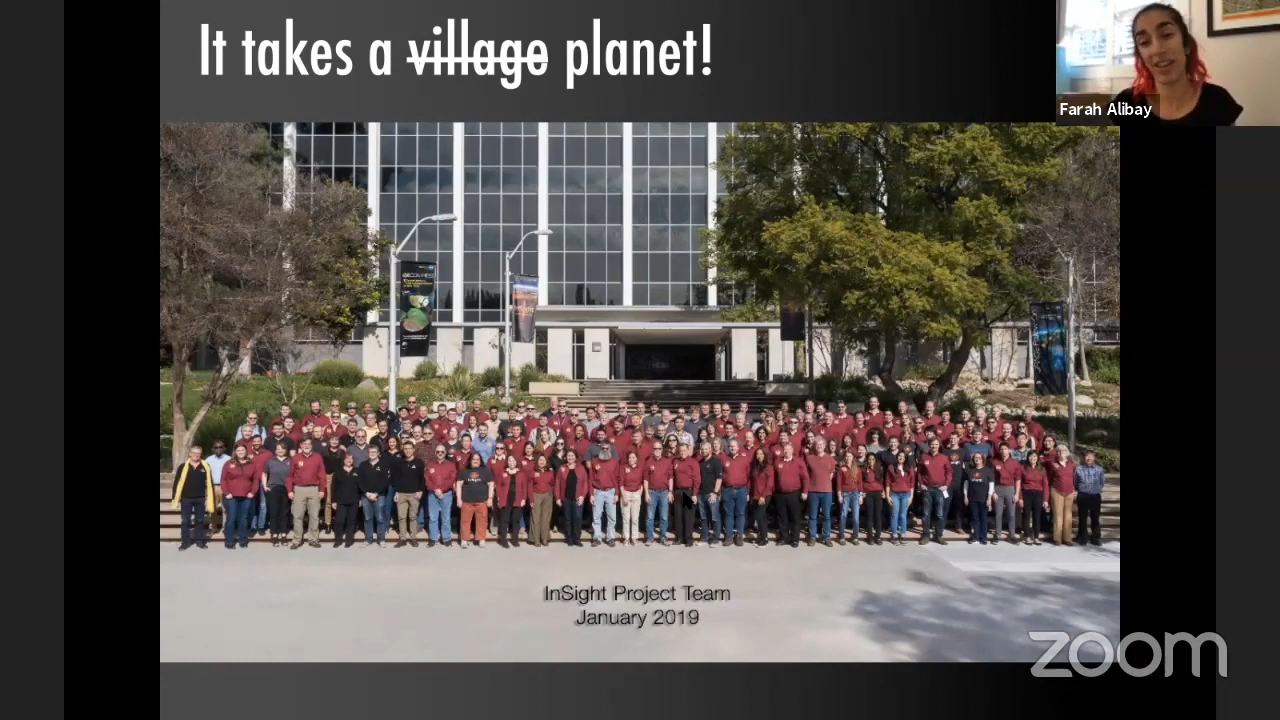 It takes a village planet!
Farah Alibay
InSight Project Team
January 2019
zoom